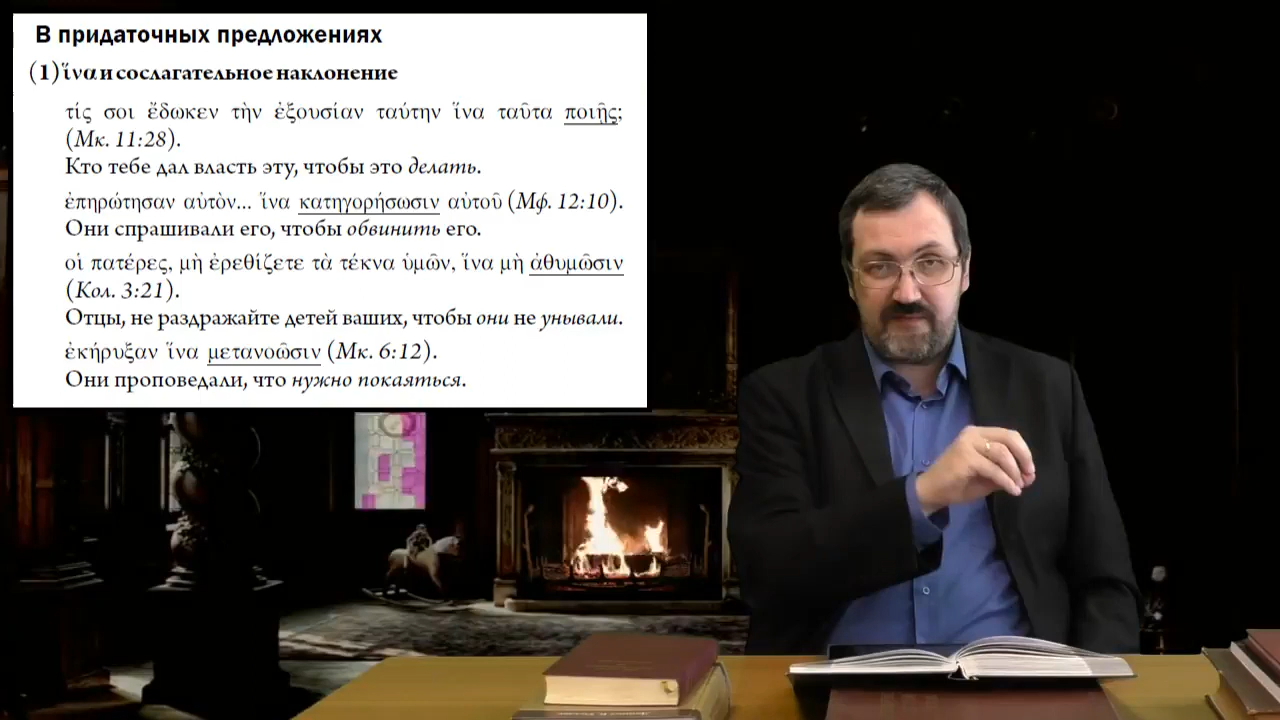 В придаточных предложениях
(1) ἵνα и сослагательное наклонение
τίς σοι ἔδωκεν τὴν ἐξουσίαν ταύτην ἵνα ταῦτα ποιῇς;
(Мк. 11:28).
Кто тебе дал власть эту, чтобы это делать.
ἐπηρώτησαν αὐτὸν... ἵνα κατηγορήσωσιν αὐτοῦ (Мф. 12:10).
Они спрашивали его, чтобы обвинить его.
οἱ πατέρες, μὴ ἐρεθίζετε τὰ τέκνα ὑμῶν, ἵνα μὴ ἀθυμῶσιν
(Кол. 3:21).
Отцы, не раздражайте детей ваших, чтобы они не унывали.
ἐκήρυξαν ἵνα μετανοῶσιν (Мк. 6:12).
Они проповедали, что нужно покаяться.